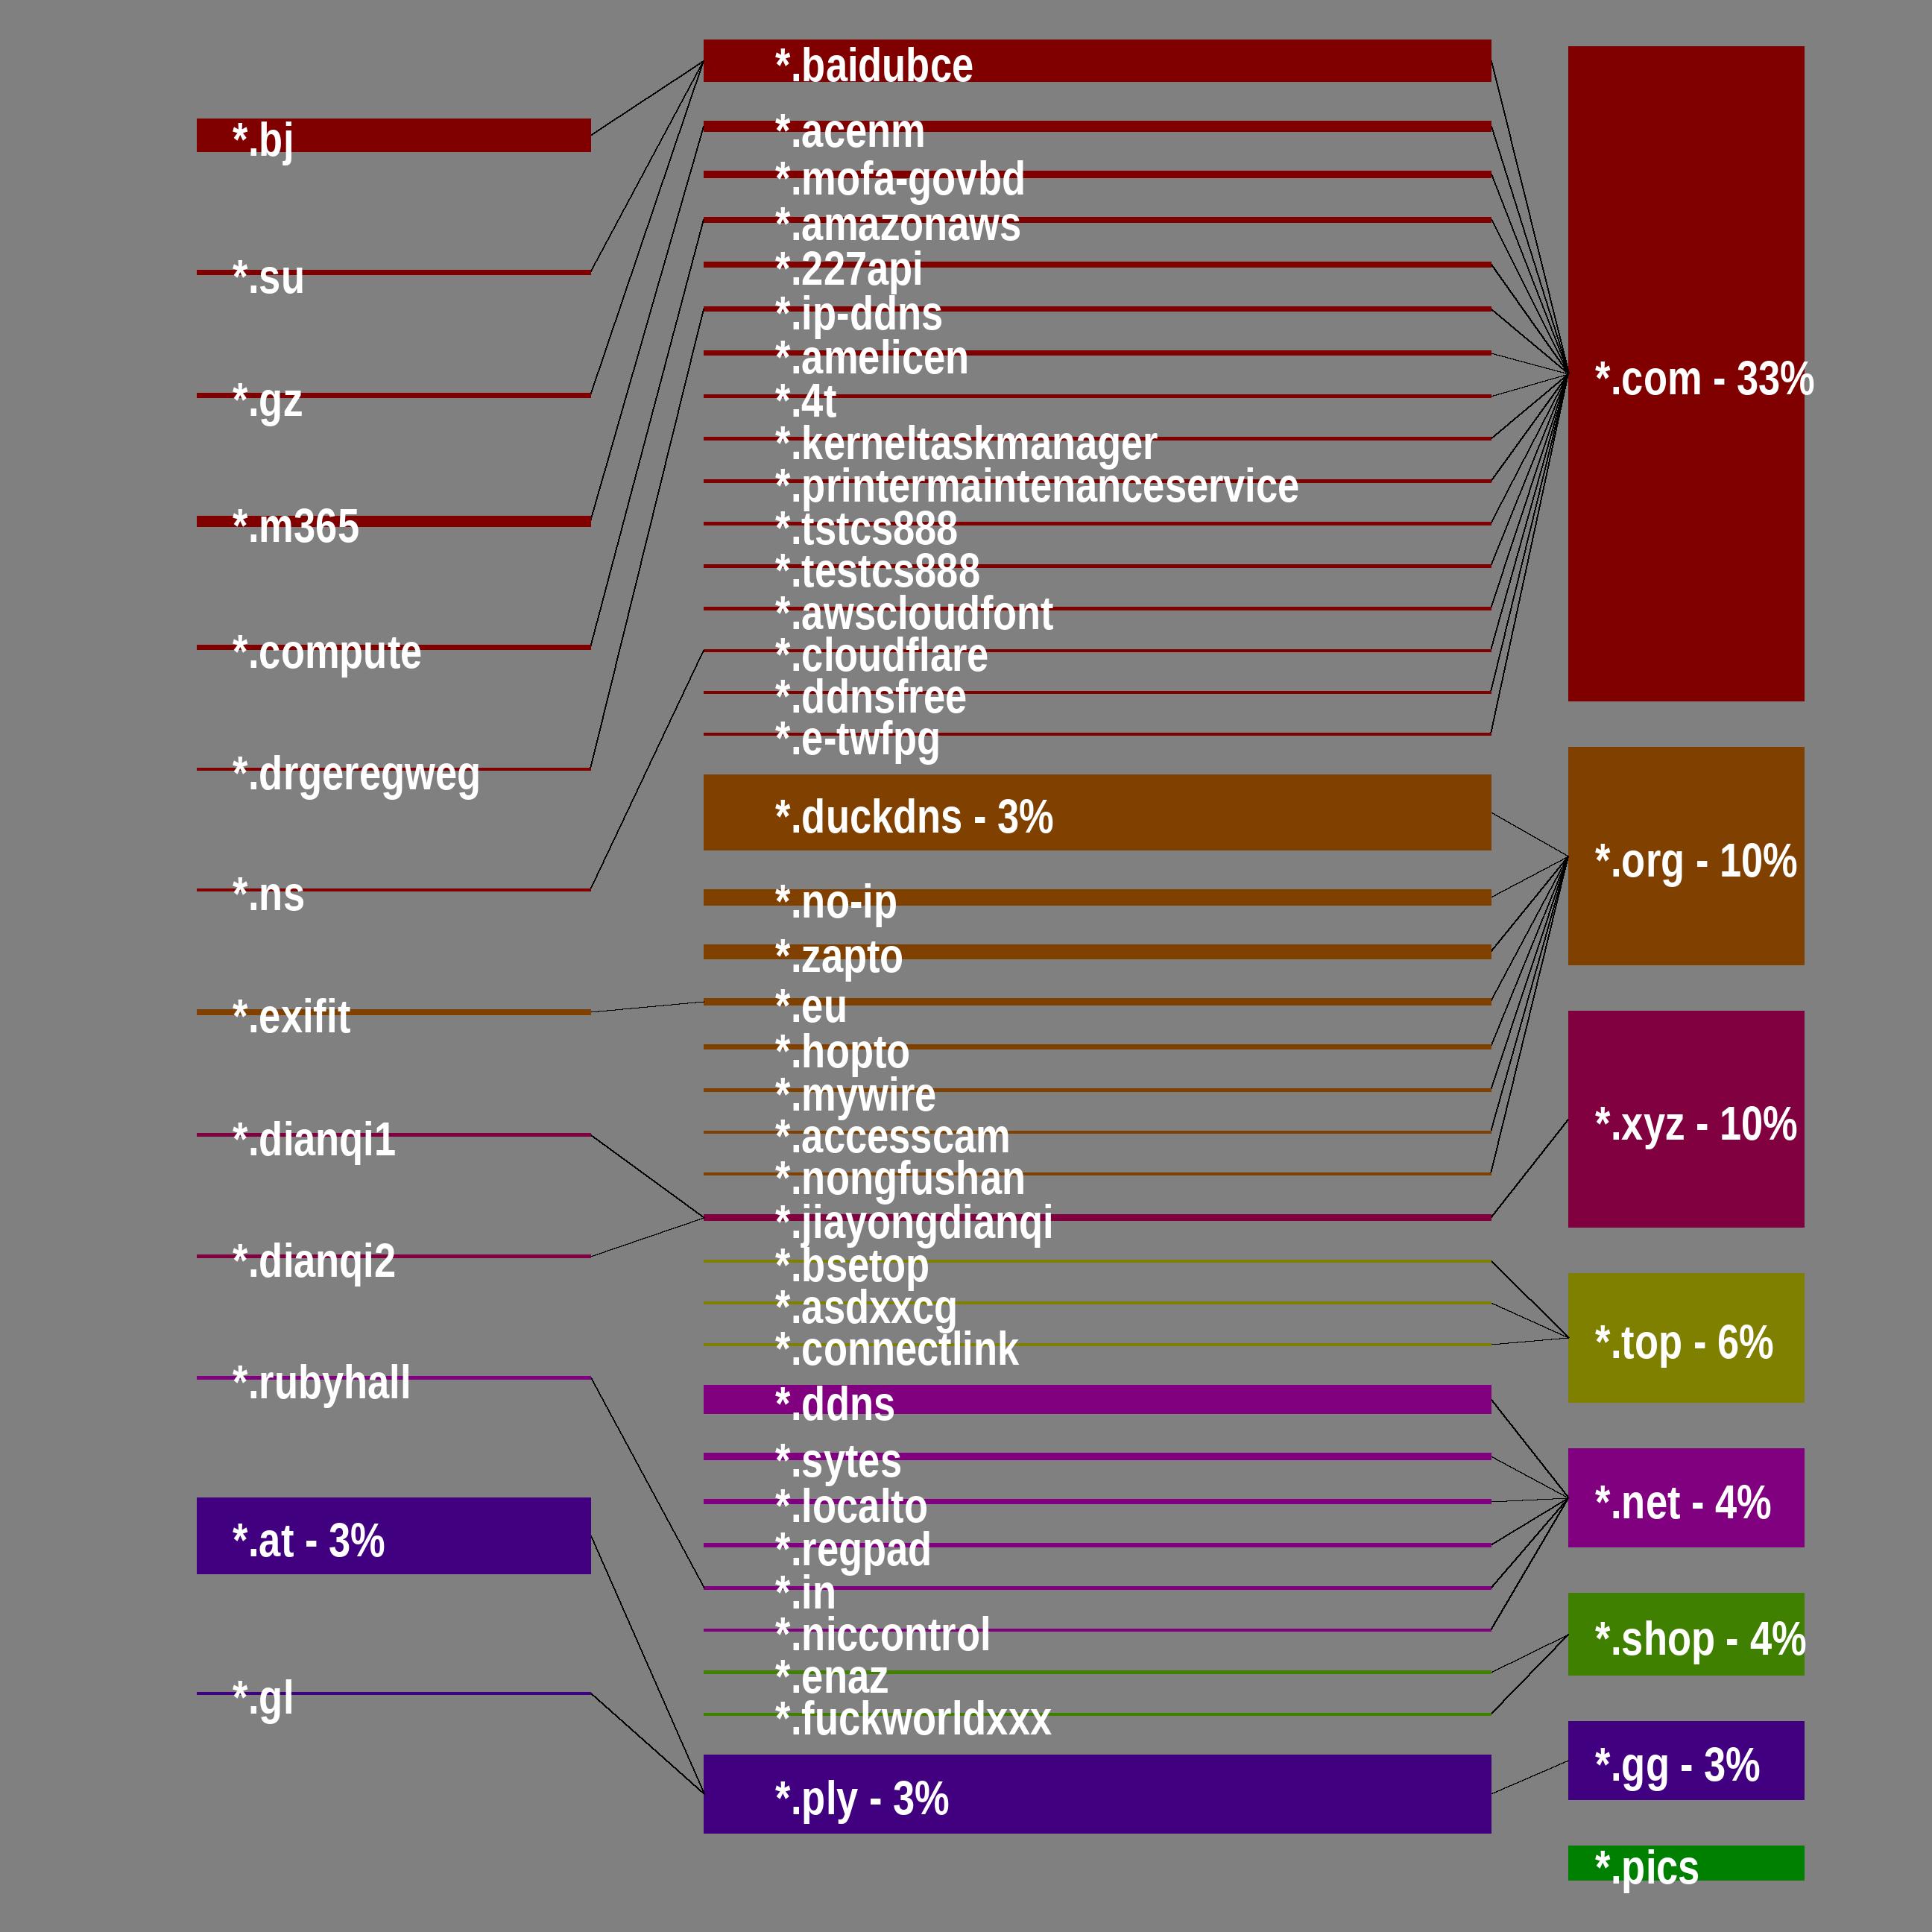 *.bj
*.su
*.gz
*.m365
*.compute
*.drgeregweg
*.ns
*.exifit
*.dianqi1
*.dianqi2
*.rubyhall
*.at - 3%
*.gl
*.baidubce
*.acenm
*.mofa-govbd
*.amazonaws
*.227api
*.ip-ddns
*.amelicen
*.4t
*.kerneltaskmanager
*.printermaintenanceservice
*.tstcs888
*.testcs888
*.awscloudfont
*.cloudflare
*.ddnsfree
*.e-twfpg
*.duckdns - 3%
*.no-ip
*.zapto
*.eu
*.hopto
*.mywire
*.accesscam
*.nongfushan
*.jiayongdianqi
*.bsetop
*.asdxxcg
*.connectlink
*.ddns
*.sytes
*.localto
*.regpad
*.in
*.niccontrol
*.enaz
*.fuckworldxxx
*.ply - 3%
*.com - 33%
*.org - 10%
*.xyz - 10%
*.top - 6%
*.net - 4%
*.shop - 4%
*.gg - 3%
*.pics